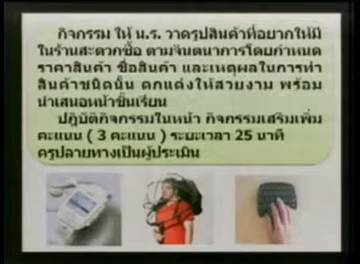 กิจกรรม ให้ น.ร. วาดรูปสินค้าที่อยากให้มี
ในร้านสะดวกซื้อ ตามจินตนาการโดยกำหนด
ราคาสินค้า ชื่อสินค้า และเหตุผลในการทำ
สินค้าชนิดนั้น ตกแต่งให้สวยงาม พร้อม
นำเสนอหน้าชั้นเรียน
ปฏิบัติกิจกรรมในหน้า กิจกรรมเสริมเพิ่ม
คะแนน ( 3 คะแนน ) ระยะเวลา 25 นาที
ครูปลายทางเป็นผู้ประเมิน